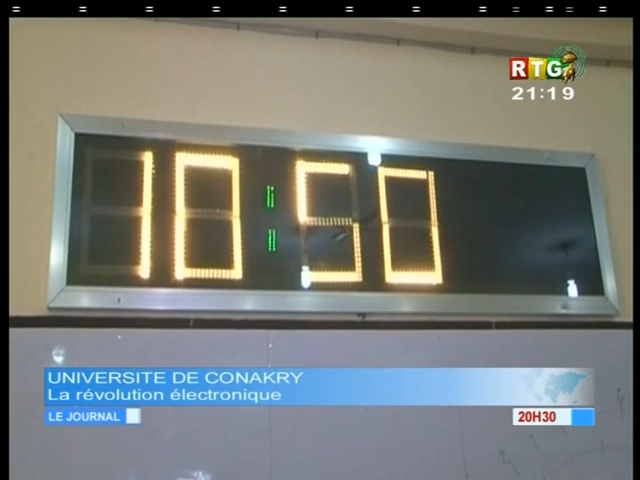 RTG
21:19
10:50
UNIVERSITE DE CONAKRY
La révolution électronique
LE JOURNAL
20H30